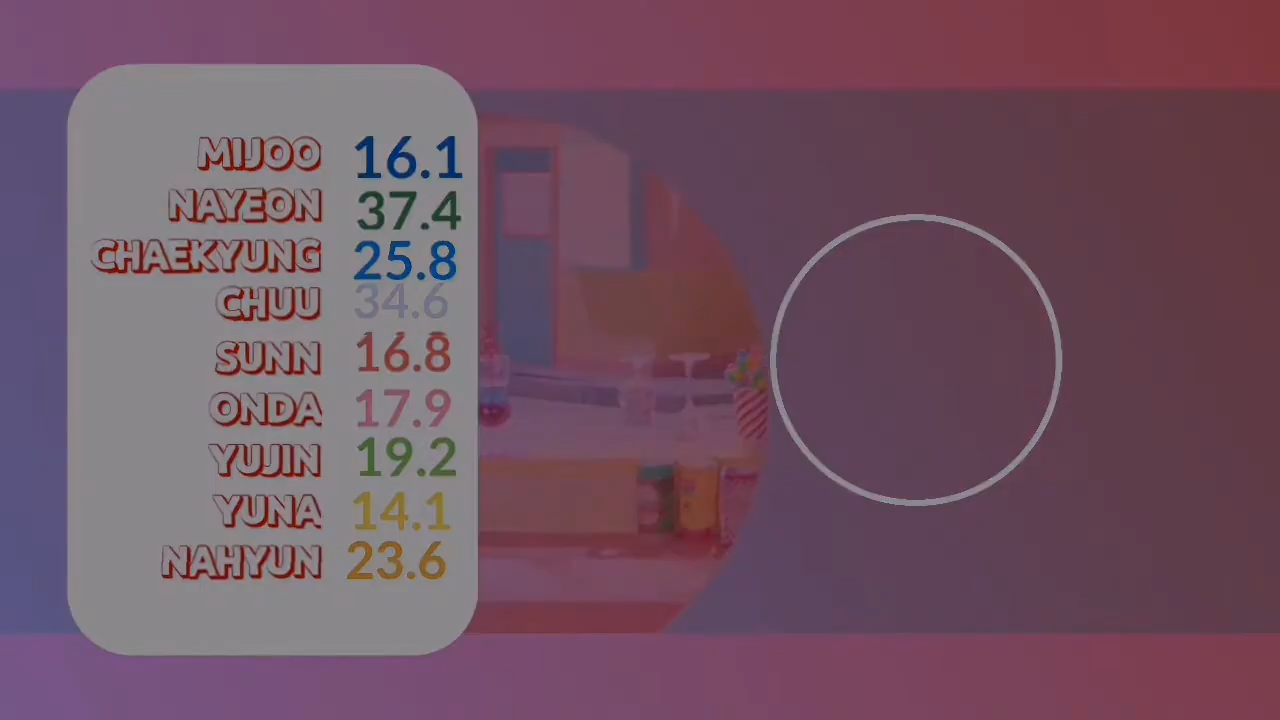 MIJOO 16.1
NAYEON 37.4
CHAEKYUNG 25.8
CHUU 34.6
SUNN 16.8
ONDA 17.9
YUJIN 19.2
YUNA 14.1
NAHYUN 23.6